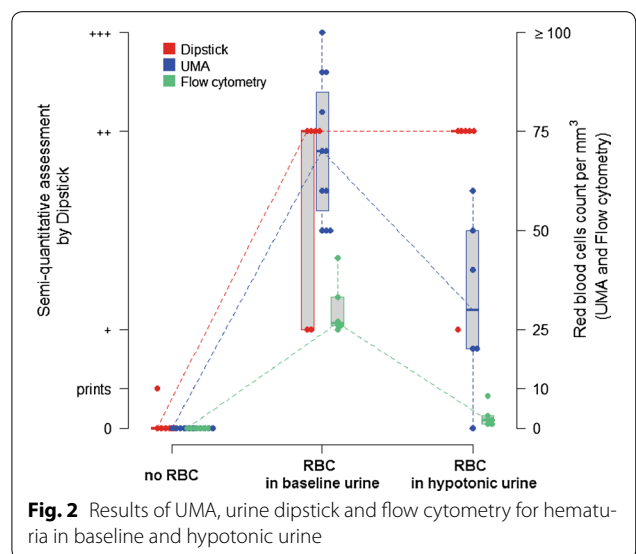 +++
++
+
prints
0
Semi-quantitative assessment
by Dipstick
Dipstick
UMA
Flow cytometry
≥ 100
75
50
25
10
0
Red blood cells count per mm³
(UMA and Flow cytometry)
no RBC
RBC
in baseline urine
RBC
in hypotonic urine
Fig. 2 Results of UMA, urine dipstick and flow cytometry for hematu-
ria in baseline and hypotonic urine